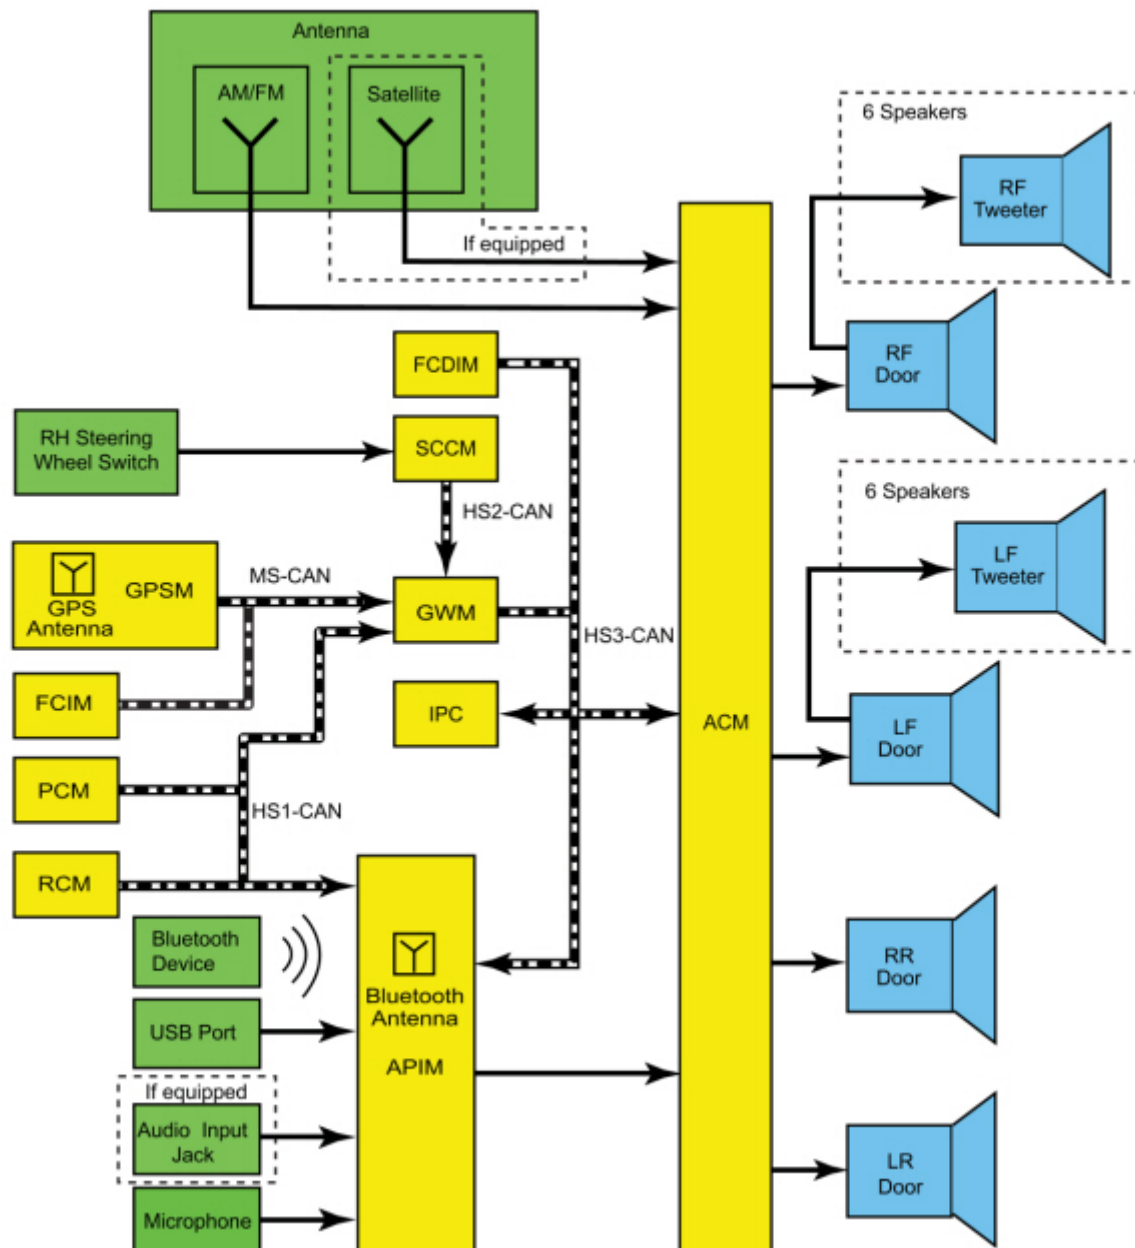 Antenna
AM/FM
Satellite
If equipped
6 Speakers
RF
Tweeter
RF
Door
FCDIM
RH Steering
Wheel Switch
SCCM
HS2-CAN
6 Speakers
LF
Tweeter
GPS
Antenna
GPSM
MS-CAN
GWM
HS3-CAN
FCIM
IPC
ACM
LF
Door
PCM
HS1-CAN
RCM
Bluetooth
Device
Bluetooth
Antenna
APIM
RR
Door
USB Port
If equipped
Audio Input
Jack
LR
Door
Microphone